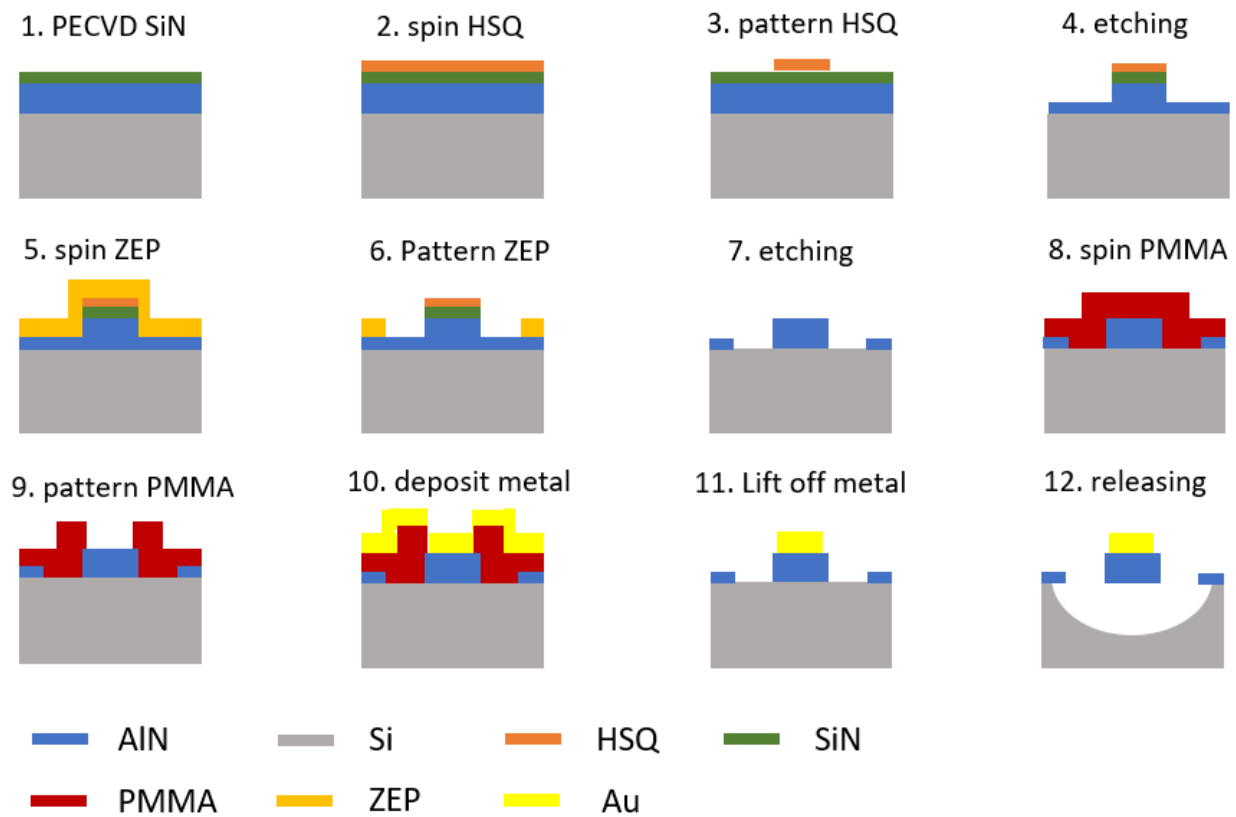 1. PECVD SiN
2. spin HSQ
3. pattern HSQ
4. etching
5. spin ZEP
6. Pattern ZEP
7. etching
8. spin PMMA
9. pattern PMMA
10. deposit metal
11. Lift off metal
12. releasing
AlN
Si
HSQ
SiN
PMMA
ZEP
Au